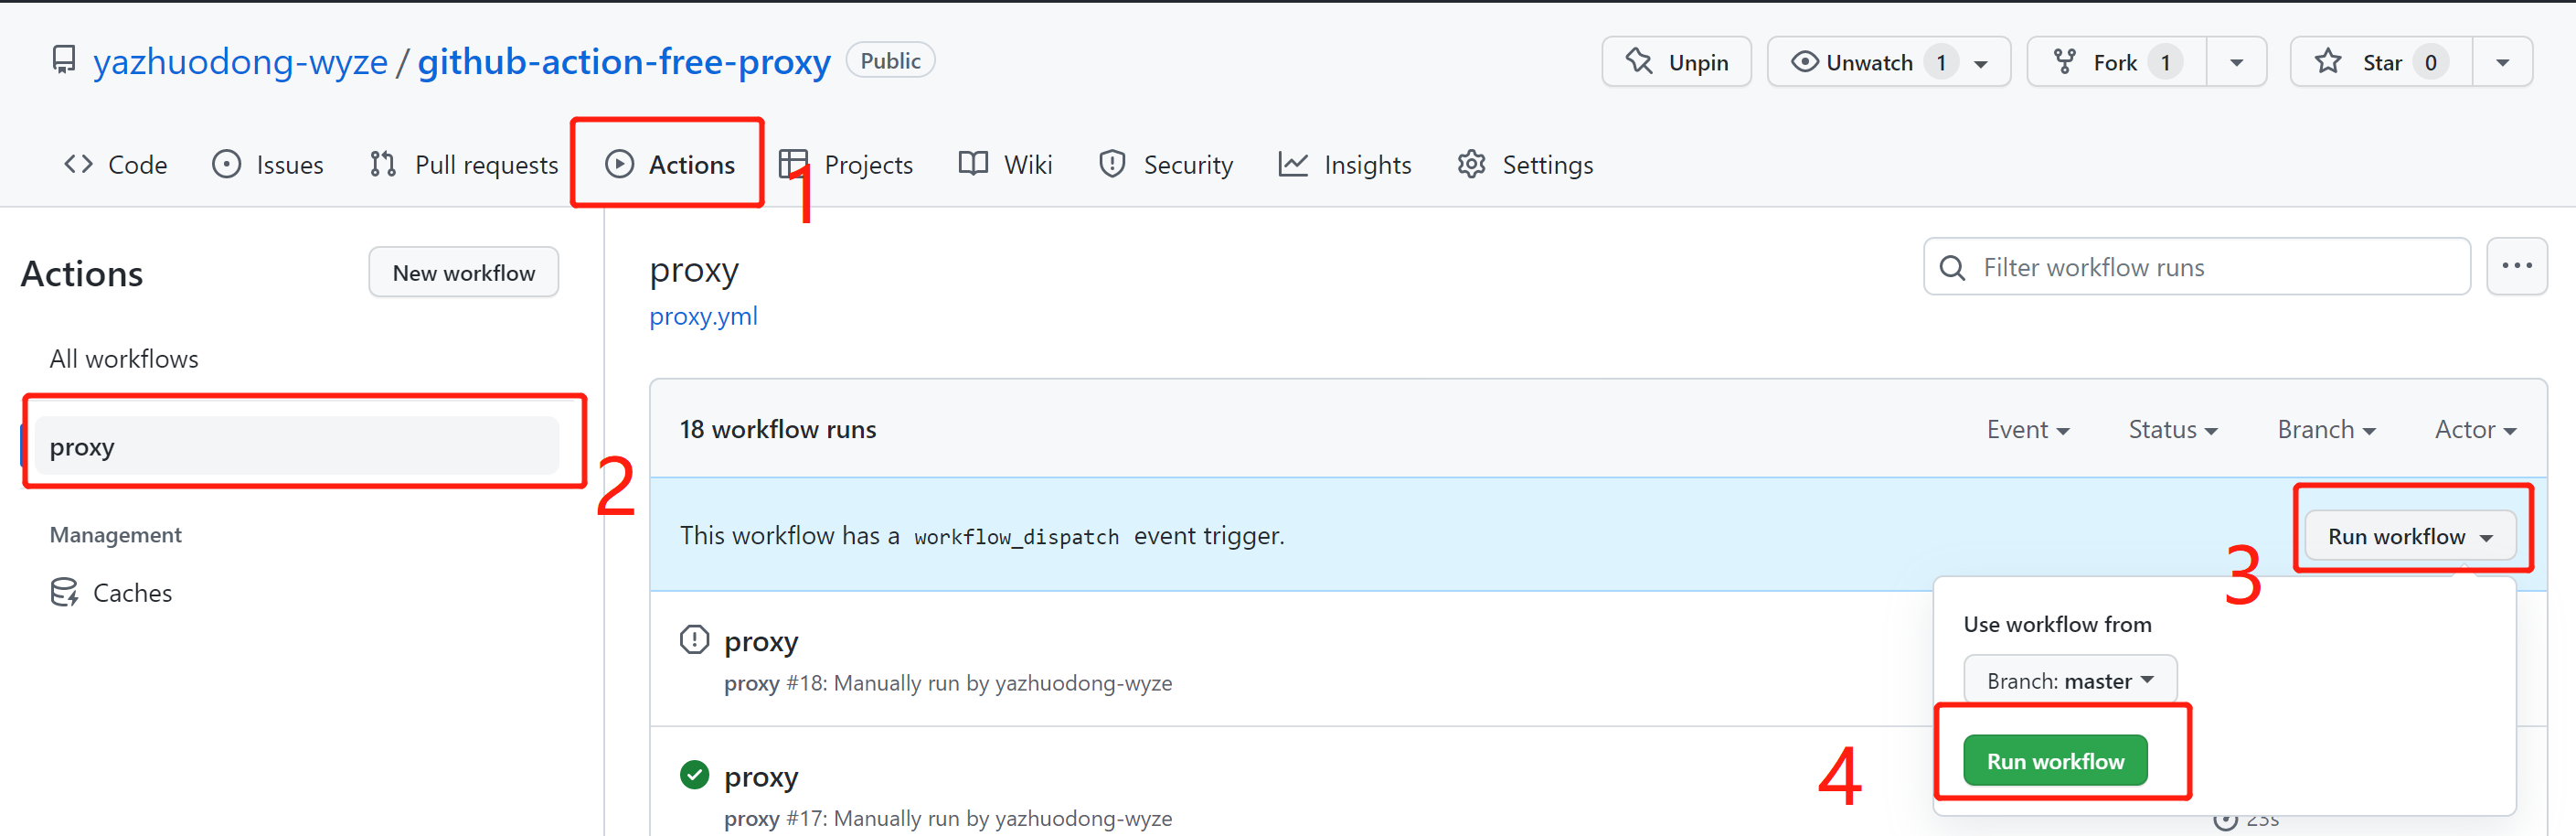 yazhuodong-wyze / github-action-free-proxy Public
Unpin Unwatch 1 Fork 1 Star 0
Code Issues Pull requests Actions Projects Wiki Security Insights Settings
1
Actions New workflow
All workflows
proxy
2
Management
Caches
proxy
proxy.yml
Filter workflow runs
18 workflow runs
Event Status Branch Actor
This workflow has a workflow_dispatch event trigger.
Run workflow
3
Use workflow from
Branch: master
Run workflow
4
proxy
proxy #18: Manually run by yazhuodong-wyze
proxy
proxy #17: Manually run by yazhuodong-wyze
23s